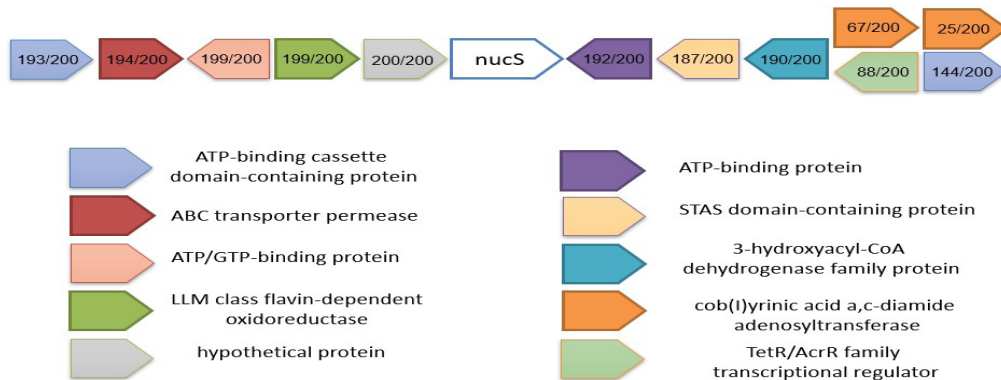 67/200 25/200
193/200 194/200 199/200 199/200 200/200 nucS 192/200 187/200 190/200
88/200 144/200
ATP-binding cassette
domain-containing protein
ABC transporter permease
ATP/GTP-binding protein
LLM class flavin-dependent
oxidoreductase
hypothetical protein
ATP-binding protein
STAS domain-containing protein
3-hydroxyacyl-CoA
dehydrogenase family protein
cob(I)yrinic acid a,c-diamide
adenosyltransferase
TetR/AcrR family
transcriptional regulator